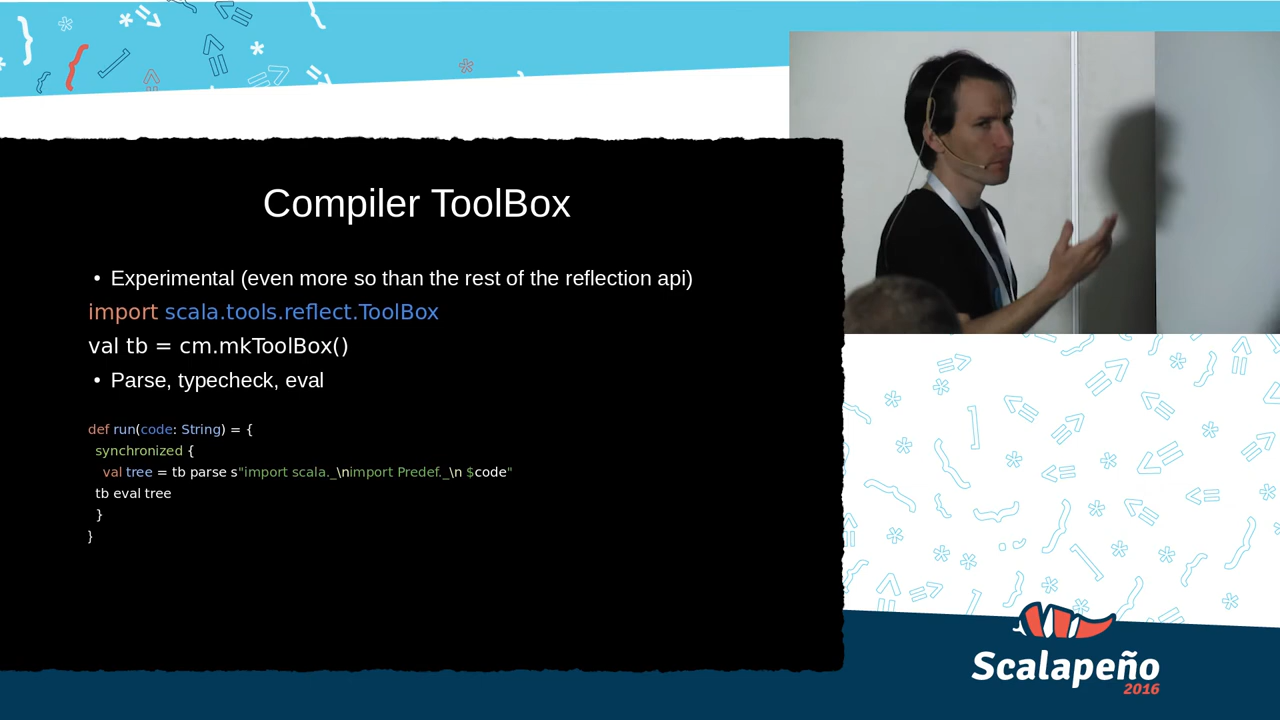 Compiler ToolBox
• Experimental (even more so than the rest of the reflection api)
import scala.tools.reflect.ToolBox
val tb = cm.mkToolBox()
• Parse, typecheck, eval
def run(code: String) = {
synchronized {
val tree = tb parse s"import scala._\nimport Predef._\n $code"
tb eval tree
}
}
Scalapeño
2016